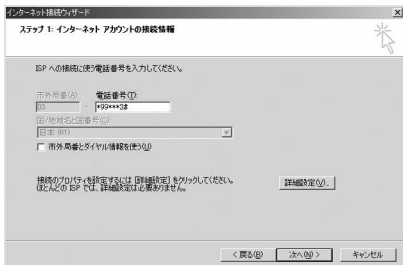 インターネット接続ウィザード
ステップ 1: インターネット アカウントの接続情報
ISP への接続に使う電話番号を入力してください。
市外局番(A): 電話番号(T):
03 - *99***3#
国/地域名と国番号(C):
日本 (81)
市外局番とダイヤル情報を使う(U)
接続のプロパティを設定するには [詳細設定] をクリックしてください。
ほとんどの ISP では、詳細設定は必要ありません。
詳細設定(V)...
< 戻る(B) 次へ(N) > キャンセル